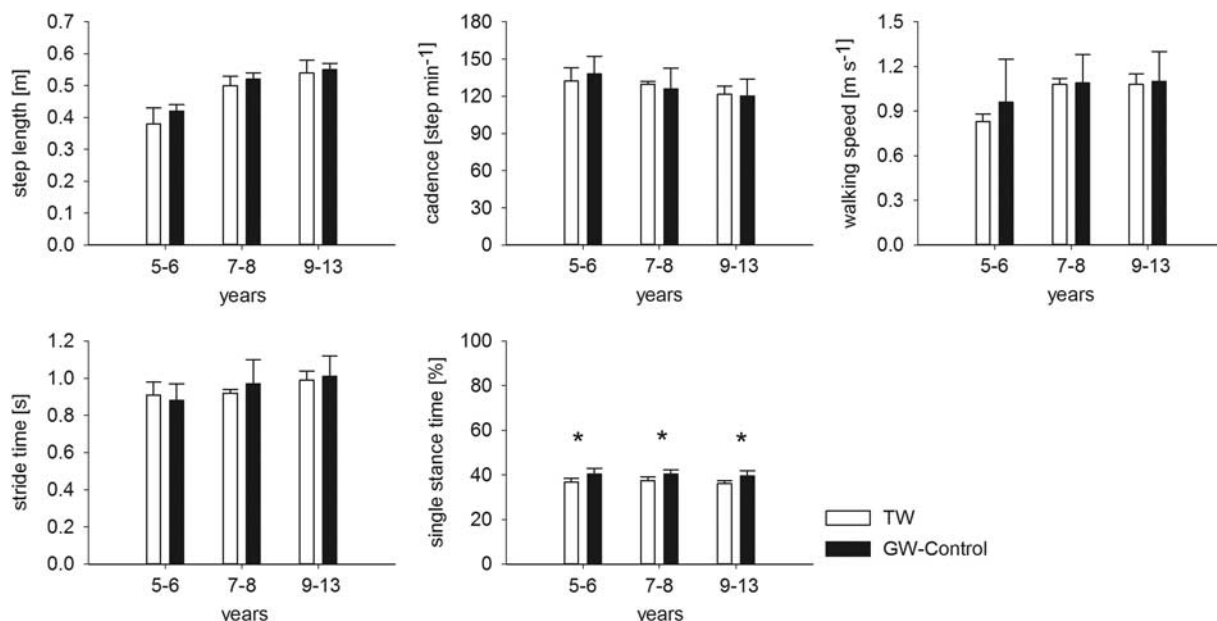 step length [m]
0.7
0.6
0.5
0.4
0.3
0.2
0.1
0.0
5-6 7-8 9-13
years
cadence [step min⁻¹]
180
150
120
90
60
30
0
5-6 7-8 9-13
years
walking speed [m s⁻¹]
1.5
1.2
0.9
0.6
0.3
0.0
5-6 7-8 9-13
years
stride time [s]
1.2
1.0
0.8
0.6
0.4
0.2
0.0
5-6 7-8 9-13
years
single stance time [%]
100
80
60
40
20
0
* * *
5-6 7-8 9-13
years
TW
GW-Control